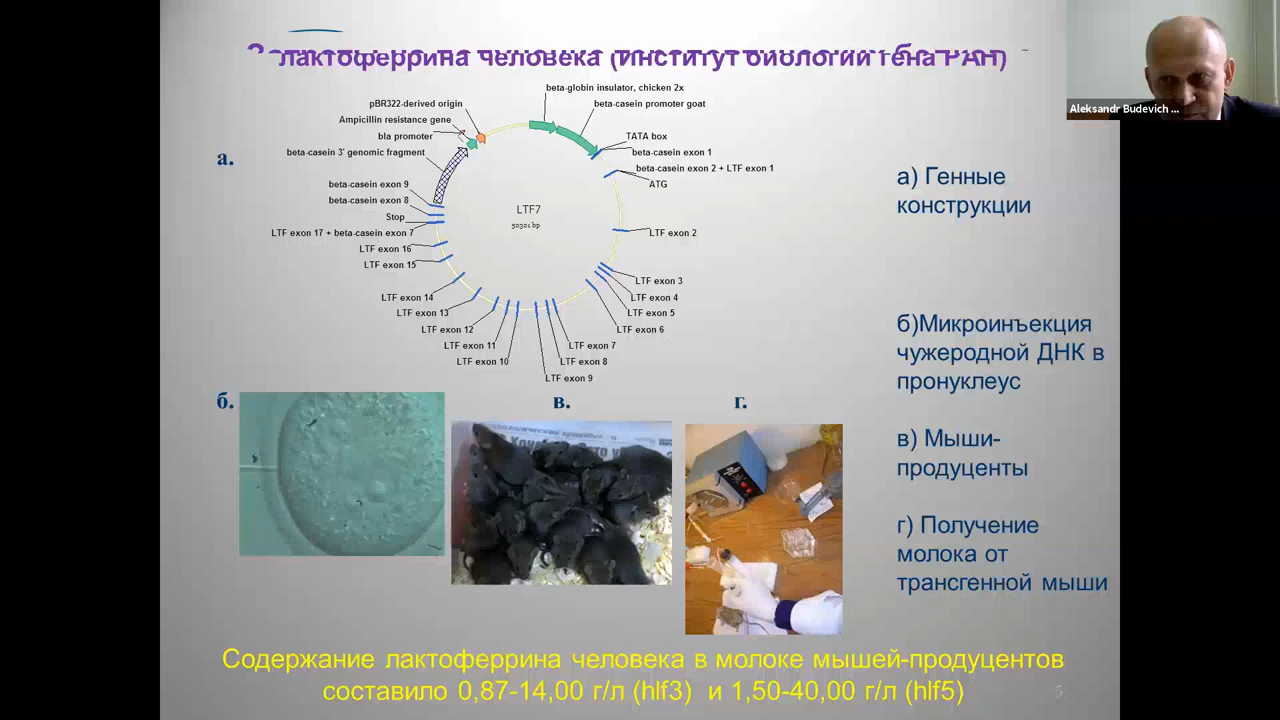 лактоферрина человека (Институт биологии гена РАН)
Aleksandr Budevich ...
а.
beta-globin insulator, chicken 2x
beta-casein promoter goat
TATA box
beta-casein exon 1
beta-casein exon 2 + LTF exon 1
ATG
LTF exon 2
LTF exon 3
LTF exon 4
LTF exon 5
LTF exon 6
LTF exon 7
LTF exon 8
LTF exon 9
LTF exon 10
LTF exon 11
LTF exon 12
LTF exon 13
LTF exon 14
LTF exon 15
LTF exon 16
LTF exon 17 + beta-casein exon 7
Stop
beta-casein exon 8
beta-casein exon 9
beta-casein 3' genomic fragment
bla promoter
Ampicillin resistance gene
pBR322-derived origin
LTF7
а) Генные
конструкции
б)Микроинъекция
чужеродной ДНК в
пронуклеус
в) Мыши-
продуценты
г) Получение
молока от
трансгенной мыши
б.
в.
г.
Содержание лактоферрина человека в молоке мышей-продуцентов
составило 0,87-14,00 г/л (hlf3) и 1,50-40,00 г/л (hlf5)
5